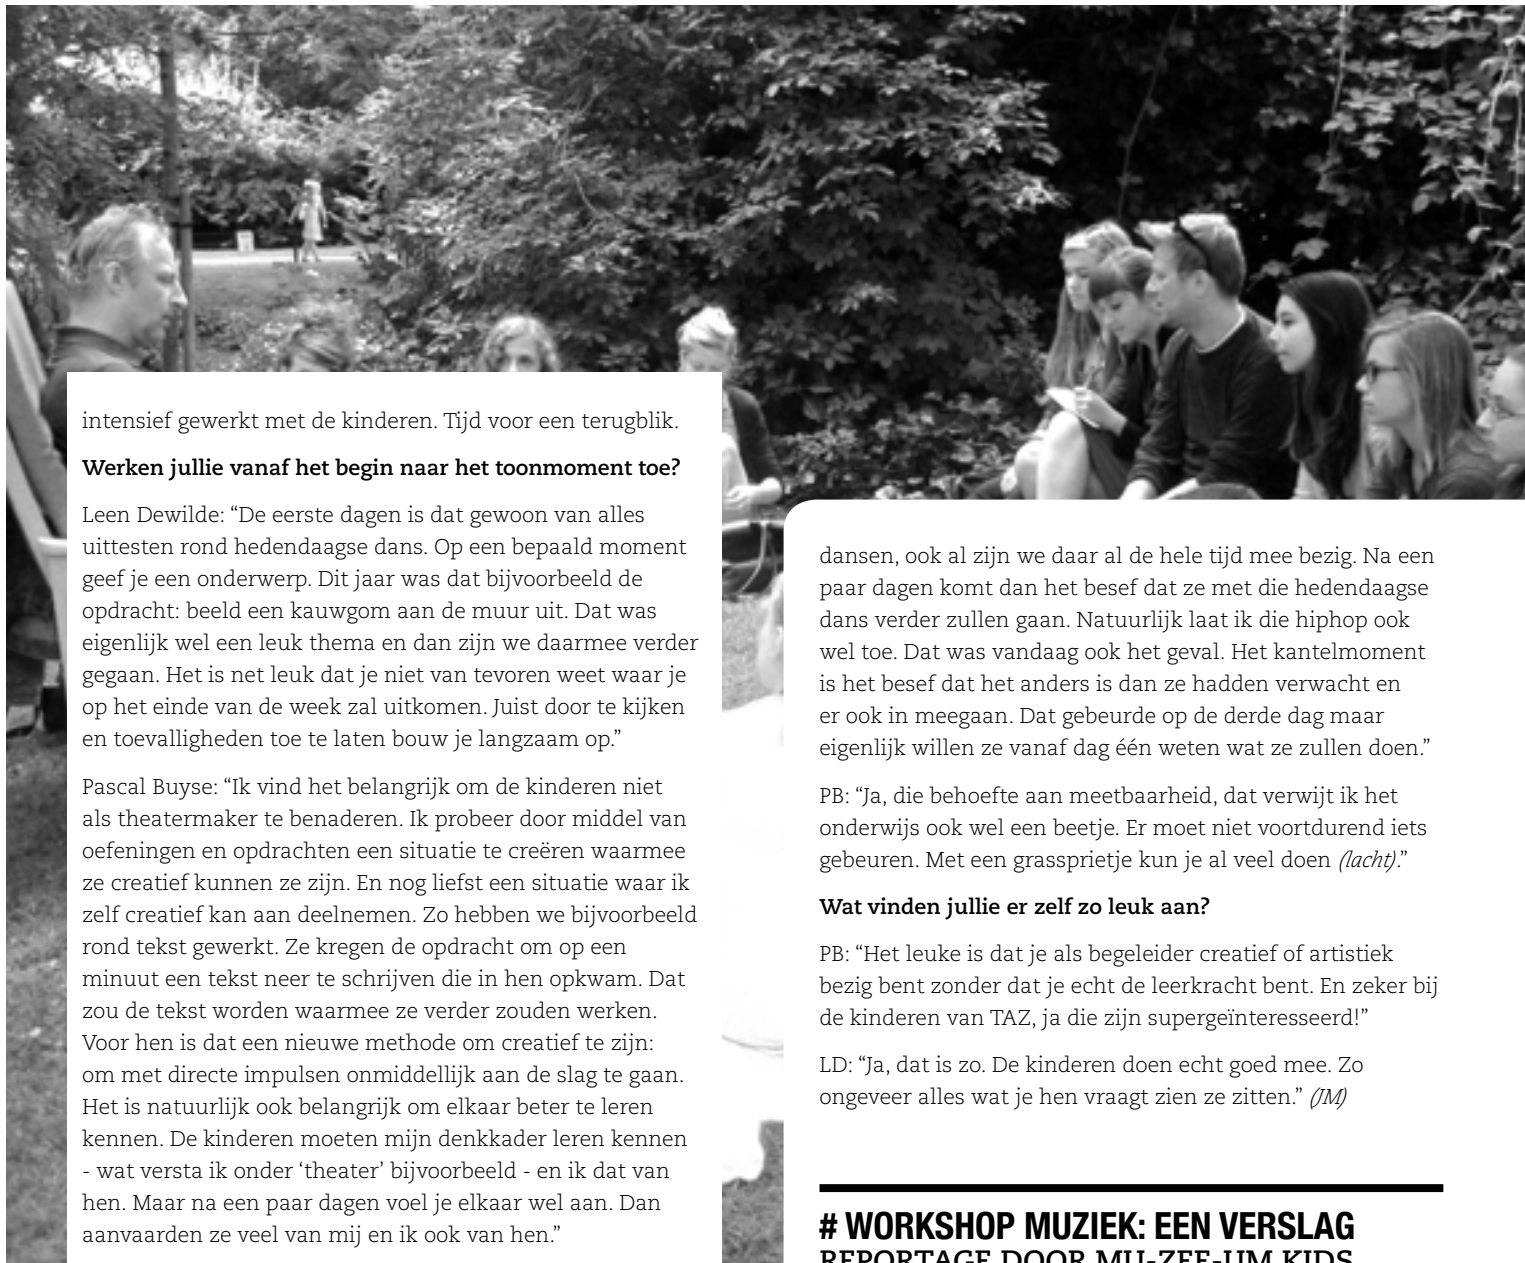 intensief gewerkt met de kinderen. Tijd voor een terugblik.
Werken jullie vanaf het begin naar het toonmoment toe?
Leen Dewilde: “De eerste dagen is dat gewoon van alles
uittesten rond hedendaagse dans. Op een bepaald moment
geef je een onderwerp. Dit jaar was dat bijvoorbeeld de
opdracht: beeld een kauwgom aan de muur uit. Dat was
eigenlijk wel een leuk thema en dan zijn we daarmee verder
gegaan. Het is net leuk dat je niet van tevoren weet waar je
op het einde van de week zal uitkomen. Juist door te kijken
en toevalligheden toe te laten bouw je langzaam op.”
Pascal Buyse: “Ik vind het belangrijk om de kinderen niet
als theatermaker te benaderen. Ik probeer door middel van
oefeningen en opdrachten een situatie te creëren waarmee
ze creatief kunnen ze zijn. En nog liefst een situatie waar ik
zelf creatief kan aan deelnemen. Zo hebben we bijvoorbeeld
rond tekst gewerkt. Ze kregen de opdracht om op een
minuut een tekst neer te schrijven die in hen opkwam. Dat
zou de tekst worden waarmee ze verder zouden werken.
Voor hen is dat een nieuwe methode om creatief te zijn:
om met directe impulsen onmiddellijk aan de slag te gaan.
Het is natuurlijk ook belangrijk om elkaar beter te leren
kennen. De kinderen moeten mijn denkkader leren kennen
- wat versta ik onder ‘theater’ bijvoorbeeld - en ik dat van
hen. Maar na een paar dagen voel je elkaar wel aan. Dan
aanvaarden ze veel van mij en ik ook van hen.”
dansen, ook al zijn we daar al de hele tijd mee bezig. Na een
paar dagen komt dan het besef dat ze met die hedendaagse
dans verder zullen gaan. Natuurlijk laat ik die hiphop ook
wel toe. Dat was vandaag ook het geval. Het kantelmoment
is het besef dat het anders is dan ze hadden verwacht en
er ook in meegaan. Dat gebeurde op de derde dag maar
eigenlijk willen ze vanaf dag één weten wat ze zullen doen.”
PB: “Ja, die behoefte aan meetbaarheid, dat verwijt ik het
onderwijs ook wel een beetje. Er moet niet voortdurend iets
gebeuren. Met een grassprietje kun je al veel doen (lacht).”
Wat vinden jullie er zelf zo leuk aan?
PB: “Het leuke is dat je als begeleider creatief of artistiek
bezig bent zonder dat je echt de leerkracht bent. En zeker bij
de kinderen van TAZ, ja die zijn supergeïnteresseerd!”
LD: “Ja, dat is zo. De kinderen doen echt goed mee. Zo
ongeveer alles wat je hen vraagt zien ze zitten.” (JM)
# WORKSHOP MUZIEK: EEN VERSLAG
REPORTAGE DOOR MU-ZEE-UM KIDS